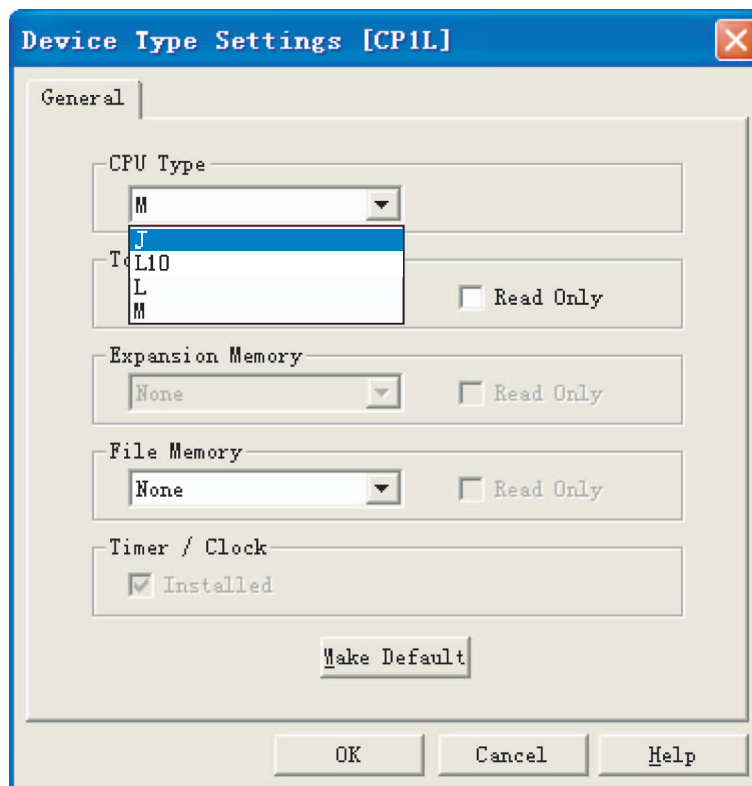 Device Type Settings [CP1L]
General
CPU Type
M
J
L10
L
M
Read Only
Expansion Memory
None
Read Only
File Memory
None
Read Only
Timer / Clock
Installed
Make Default
OK
Cancel
Help